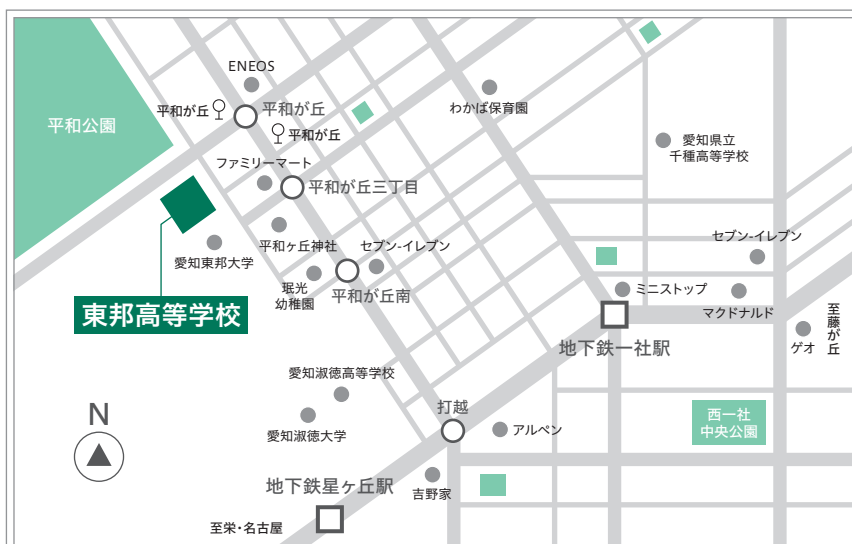 ENEOS
平和が丘
平和が丘
平和が丘
平和公園
わかば保育園
愛知県立
千種高等学校
ファミリーマート
平和が丘三丁目
平和ヶ丘神社
セブン-イレブン
セブン-イレブン
愛知東邦大学
珉光
幼稚園
平和が丘南
ミニストップ
マクドナルド
東邦高等学校
至藤が丘
ゲオ
地下鉄一社駅
愛知淑徳高等学校
打越
西一社
中央公園
N
愛知淑徳大学
アルペン
地下鉄星ヶ丘駅
吉野家
至栄・名古屋